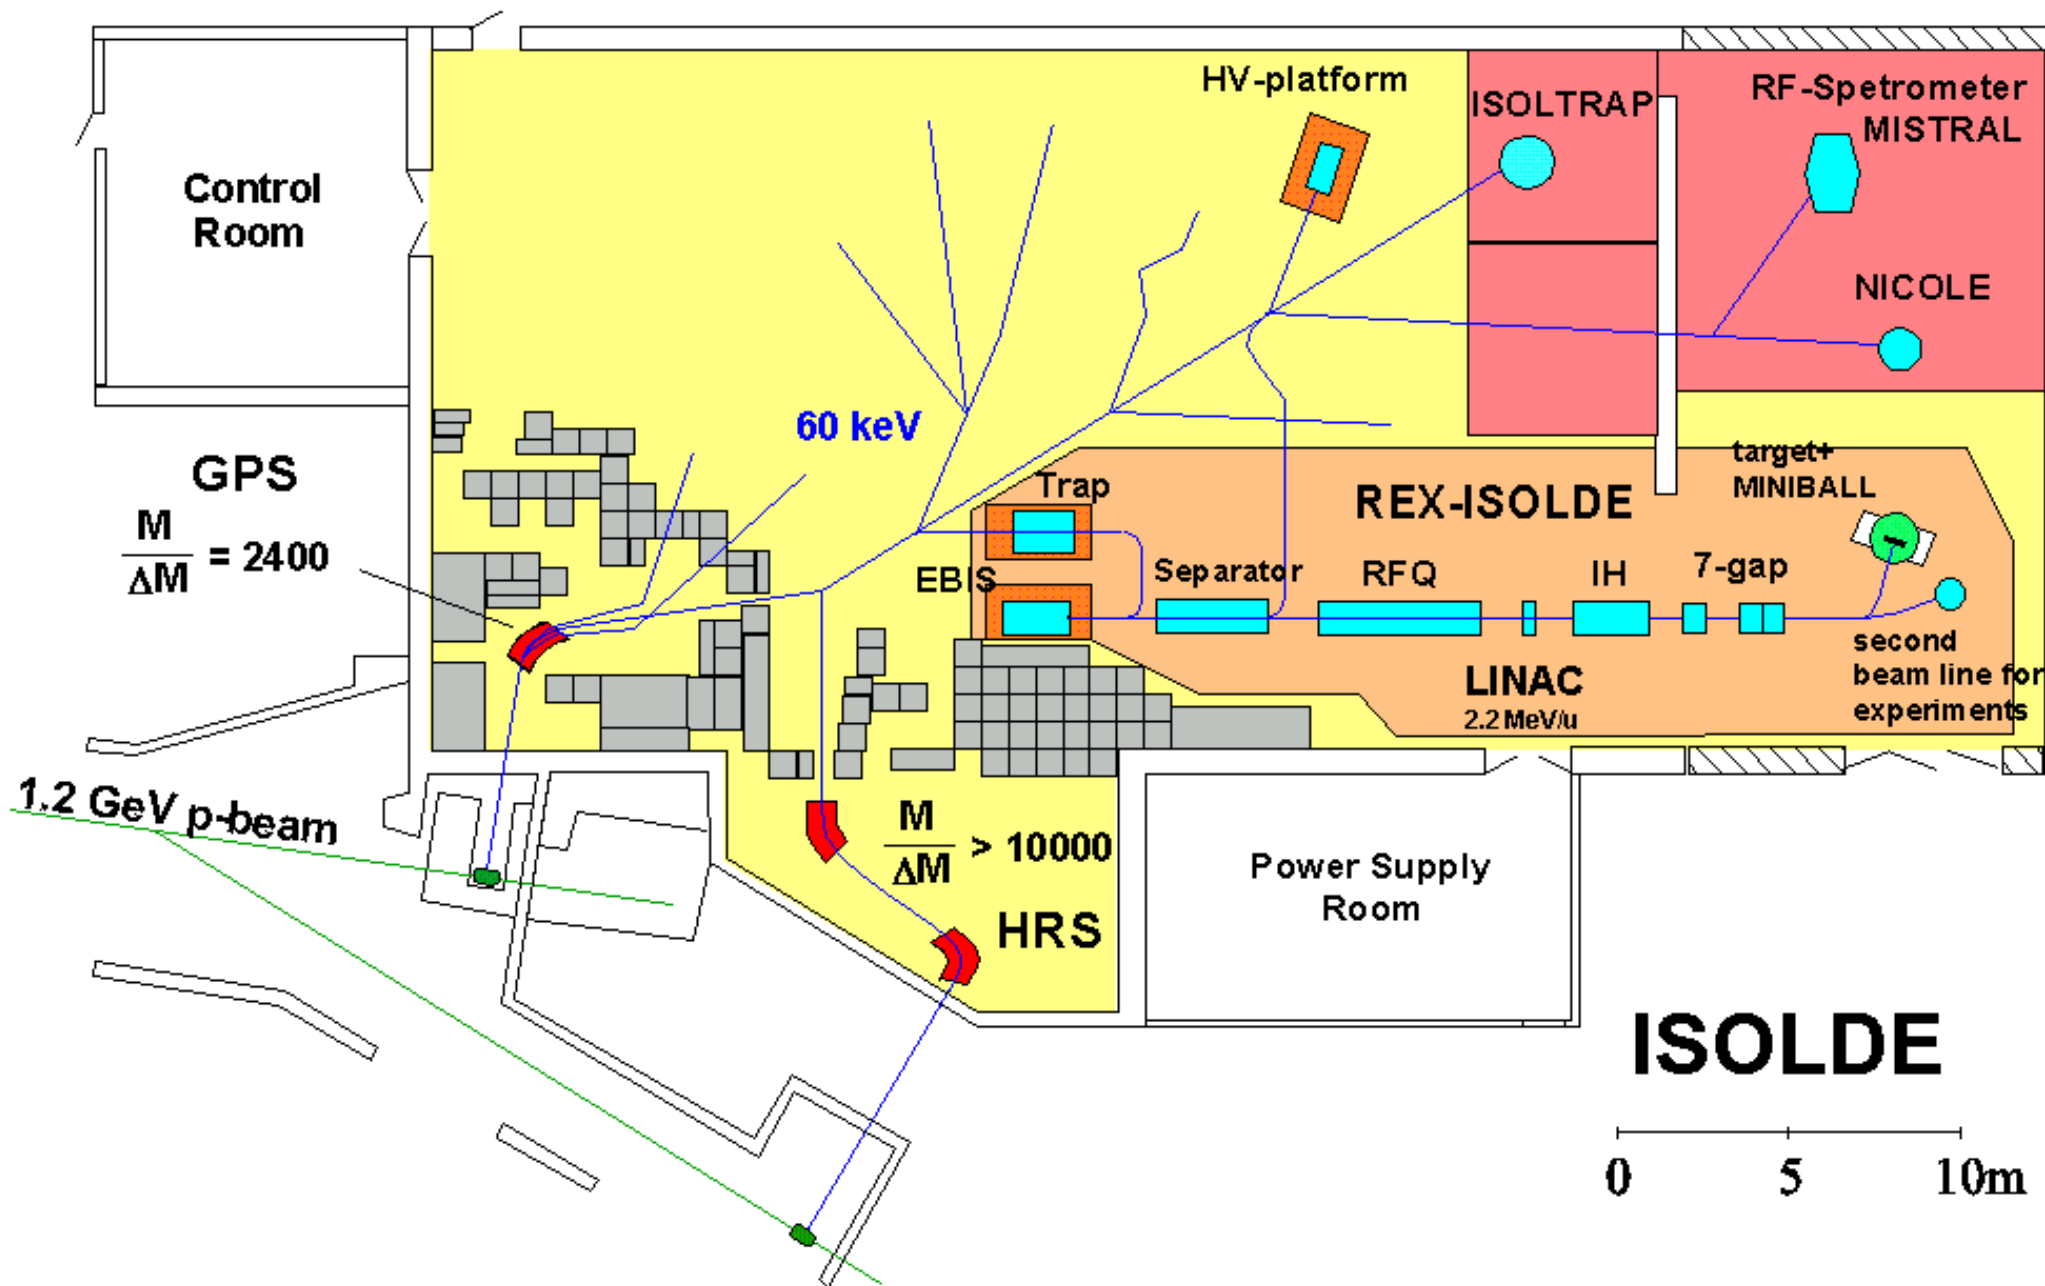 HV-platform
ISOLTRAP
RF-Spetrometer
MISTRAL
Control
Room
NICOLE
60 keV
GPS
M
ΔM
= 2400
target+
MINIBALL
Trap
REX-ISOLDE
EBIS
Separator
RFQ
IH
7-gap
second
beam line for
experiments
LINAC
2.2 MeV/u
1.2 GeV p-beam
M
ΔM
> 10000
HRS
Power Supply
Room
ISOLDE
0 5 10m